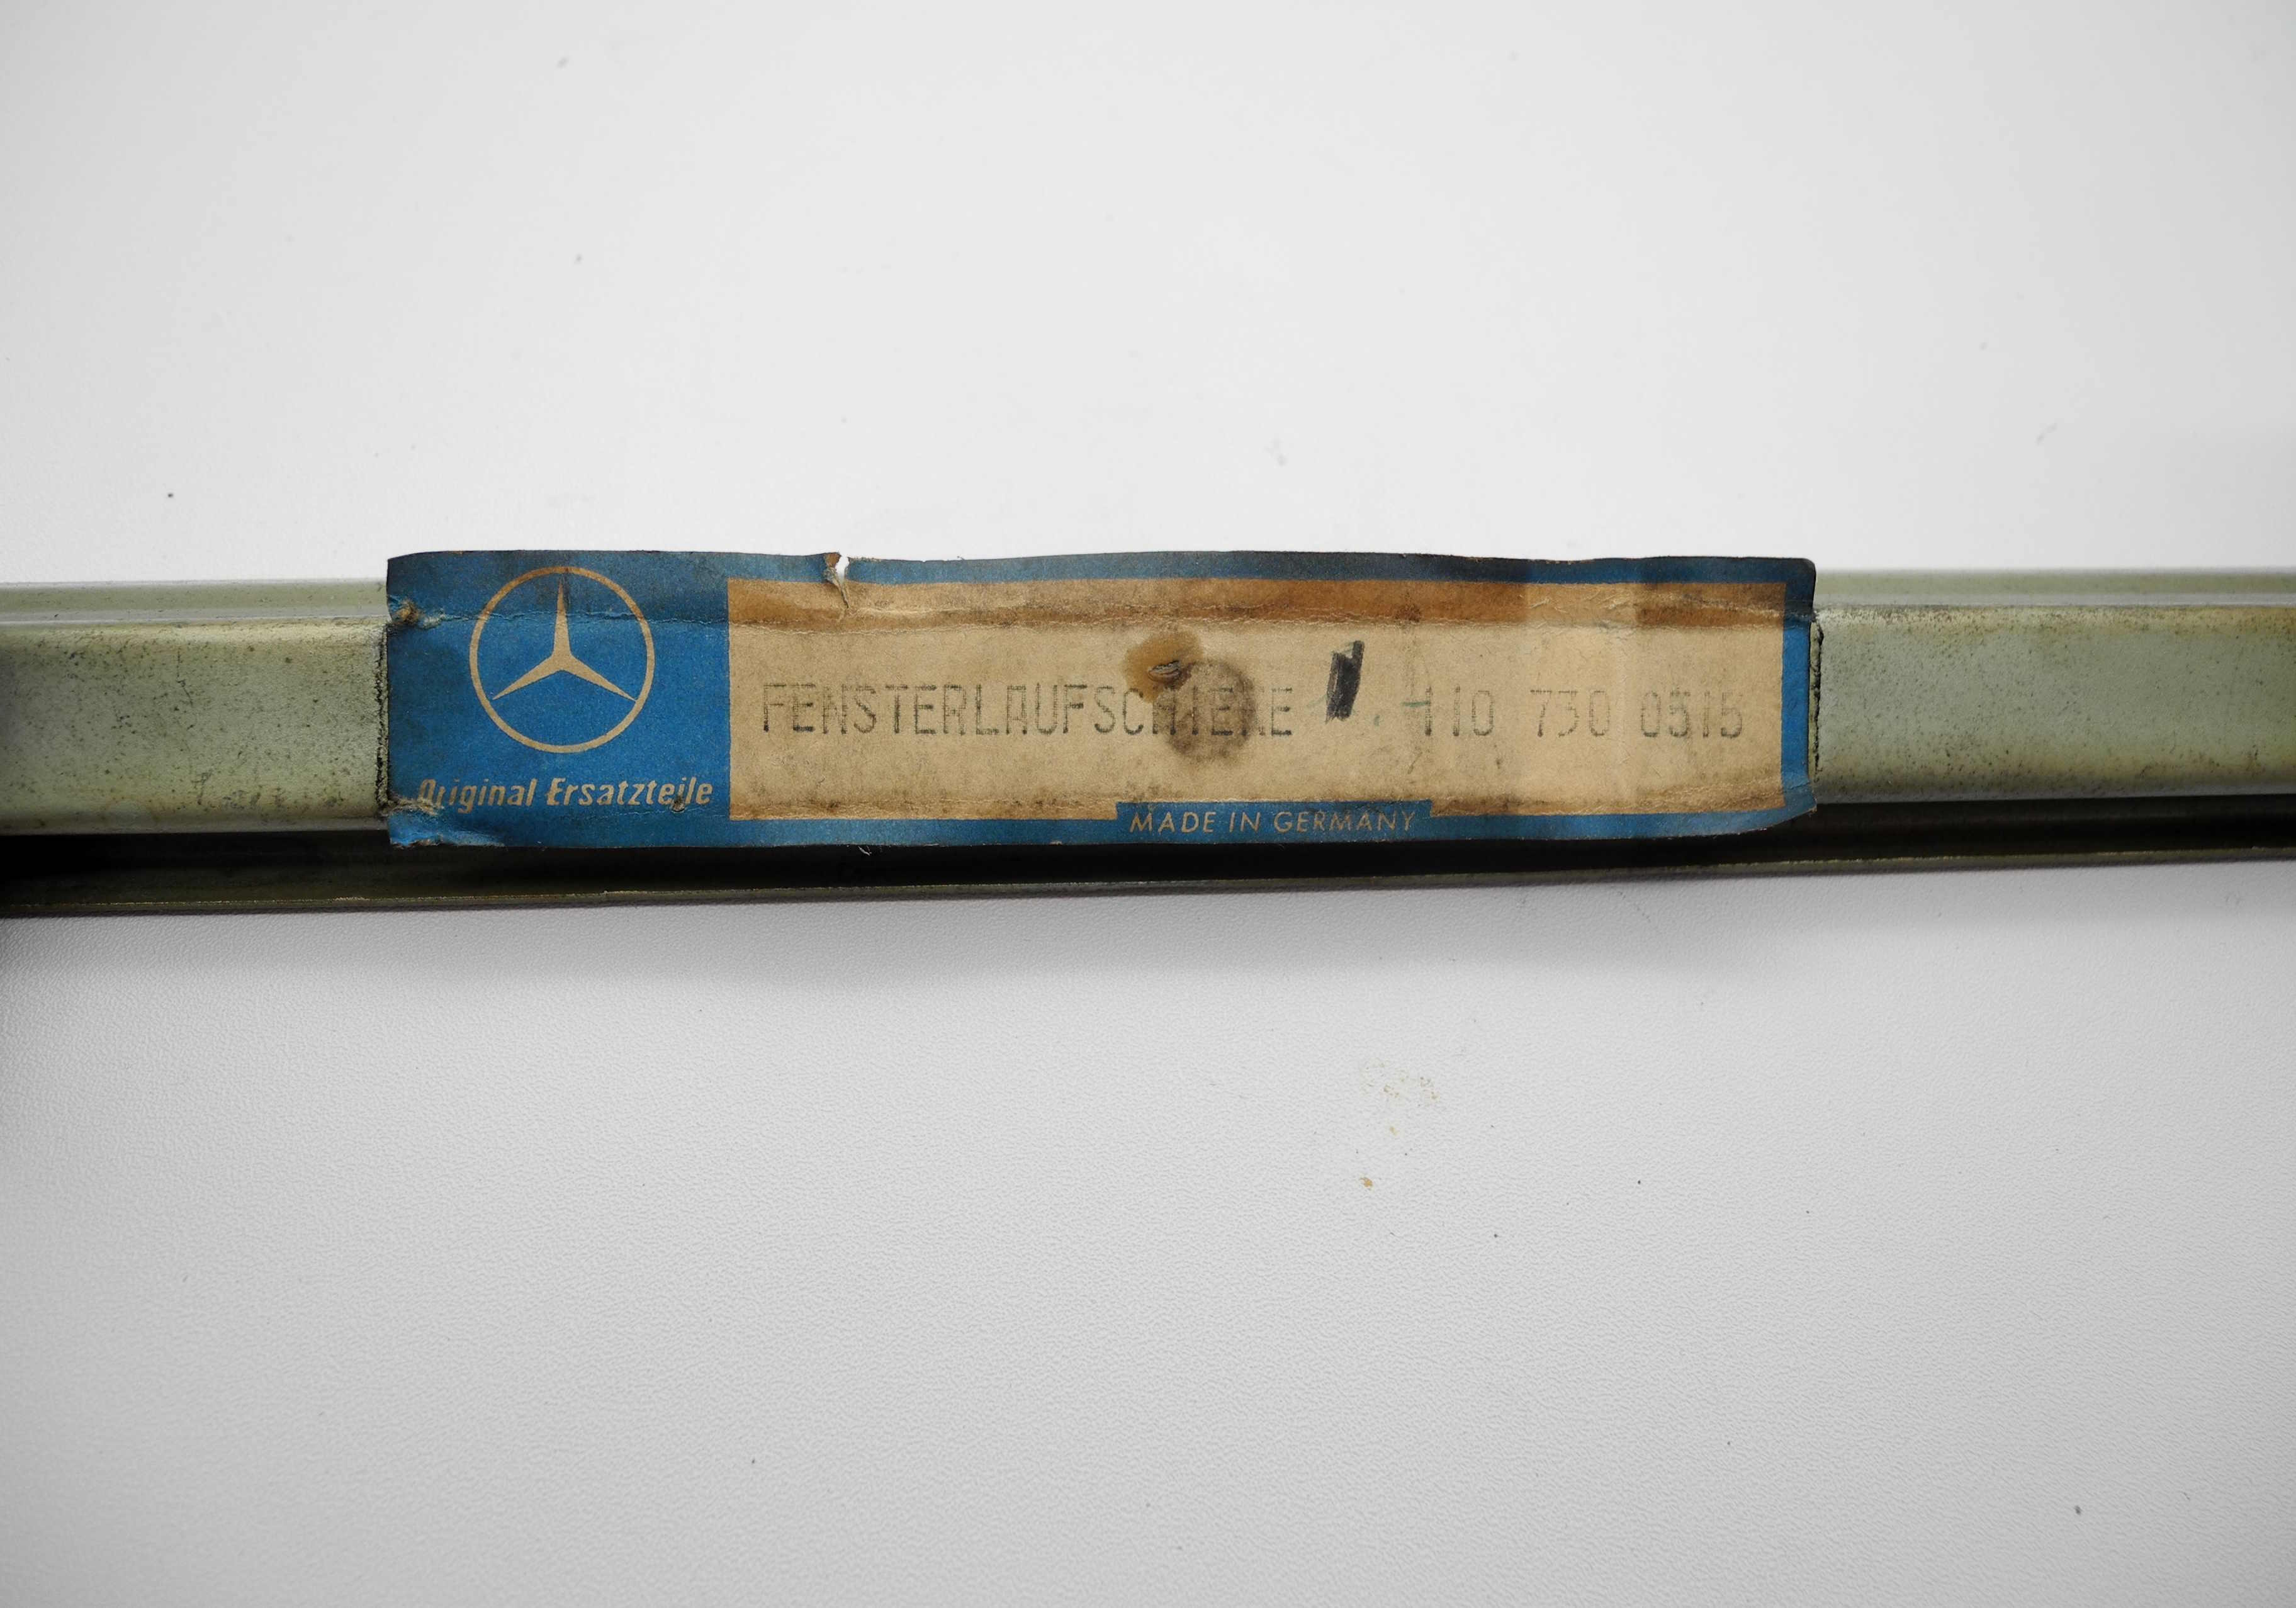 FENSTERLAUFSCHIENE 110 730 0515
Original Ersatzteile
MADE IN GERMANY